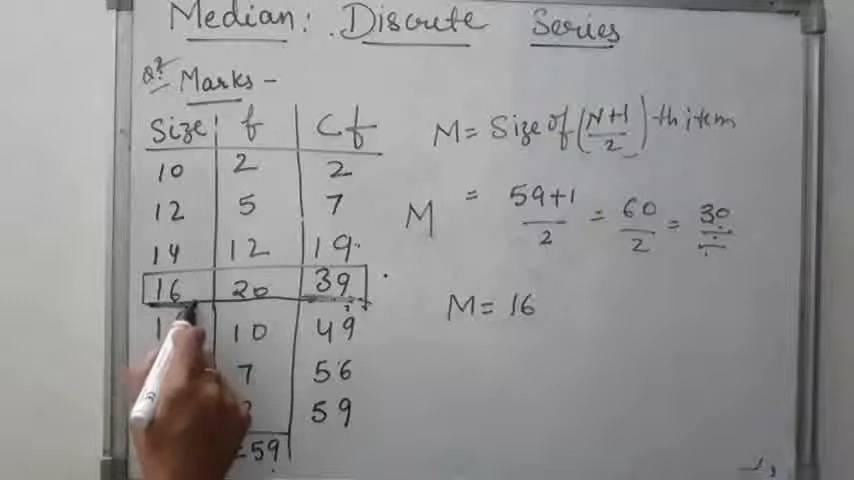 Median: Discrete Series
Q? Marks -
Size f Cf
10 2 2
12 5 7
14 12 19
16 20 39
10 49
7 56
59
=59
M= Size of (N+1/2)th item
M = 59+1/2 = 60/2 = 30
M= 16